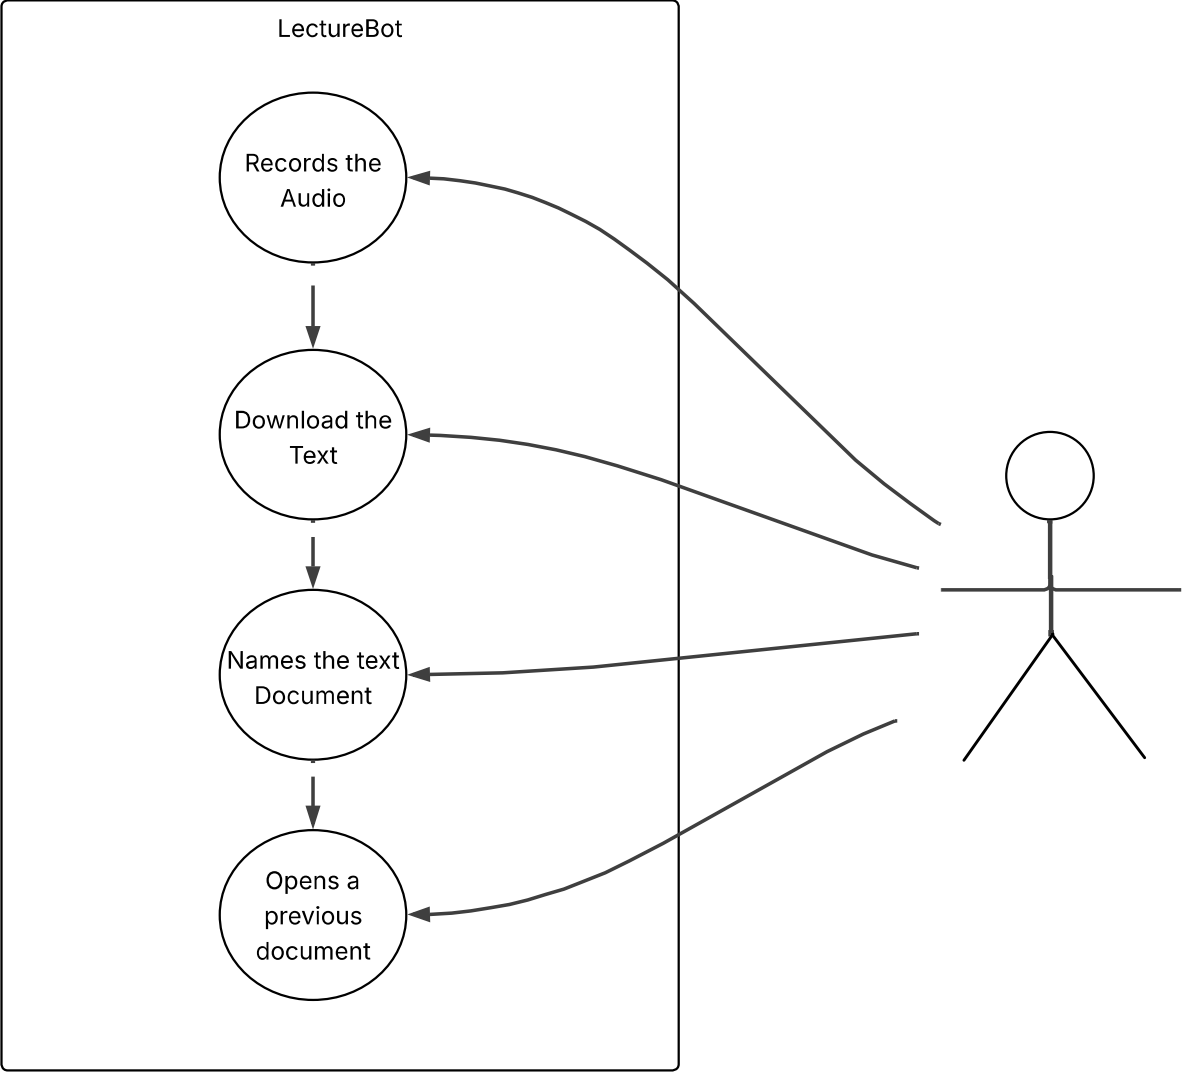 LectureBot
Records the
Audio
Download the
Text
Names the text
Document
Opens a
previous
document